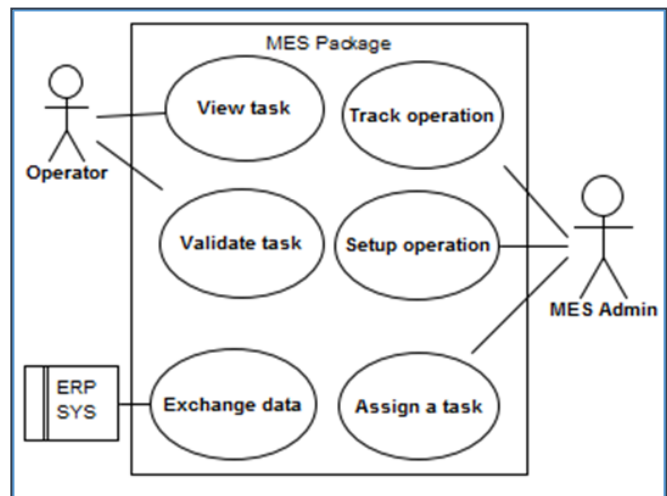 MES Package
View task
Track operation
Operator
Validate task
Setup operation
MES Admin
ERP
SYS
Exchange data
Assign a task